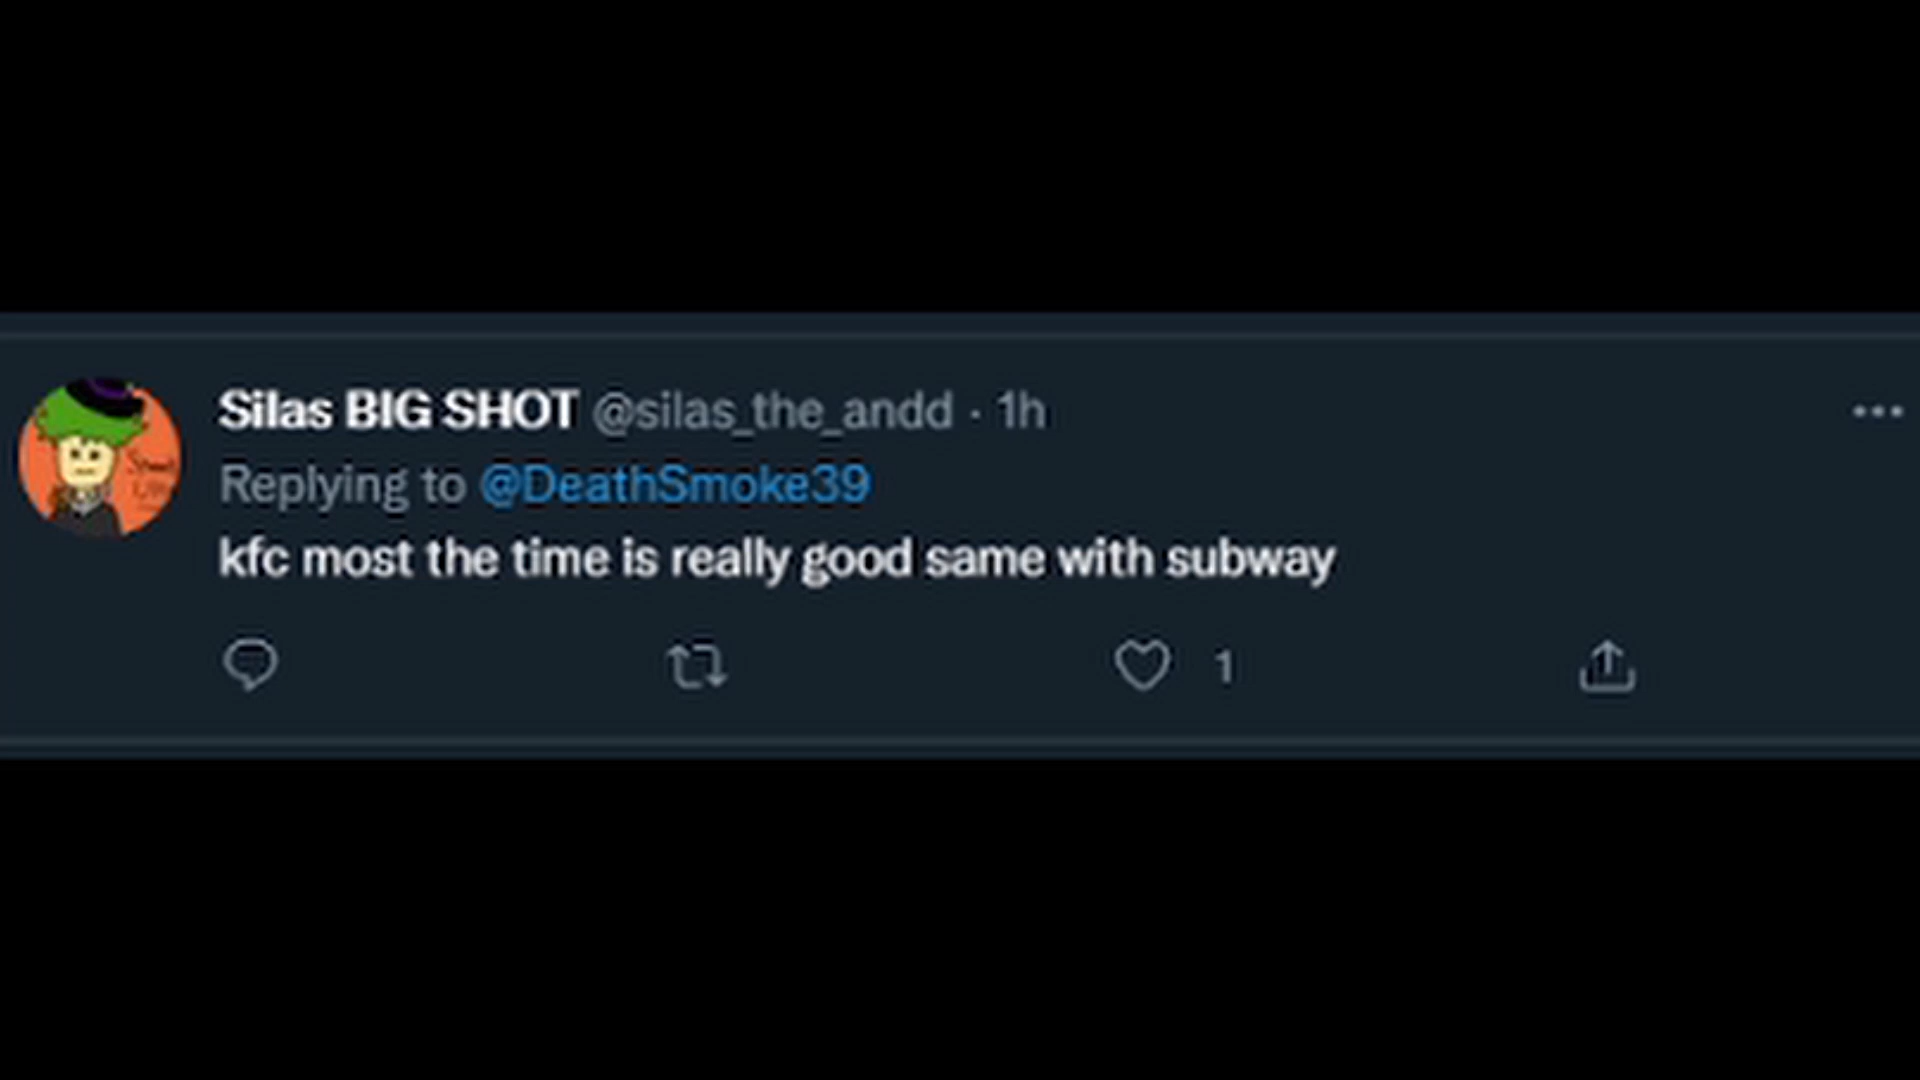 Silas BIG SHOT @silas_the_andd · 1h
Replying to @DeathSmoke39
kfc most the time is really good same with subway
1